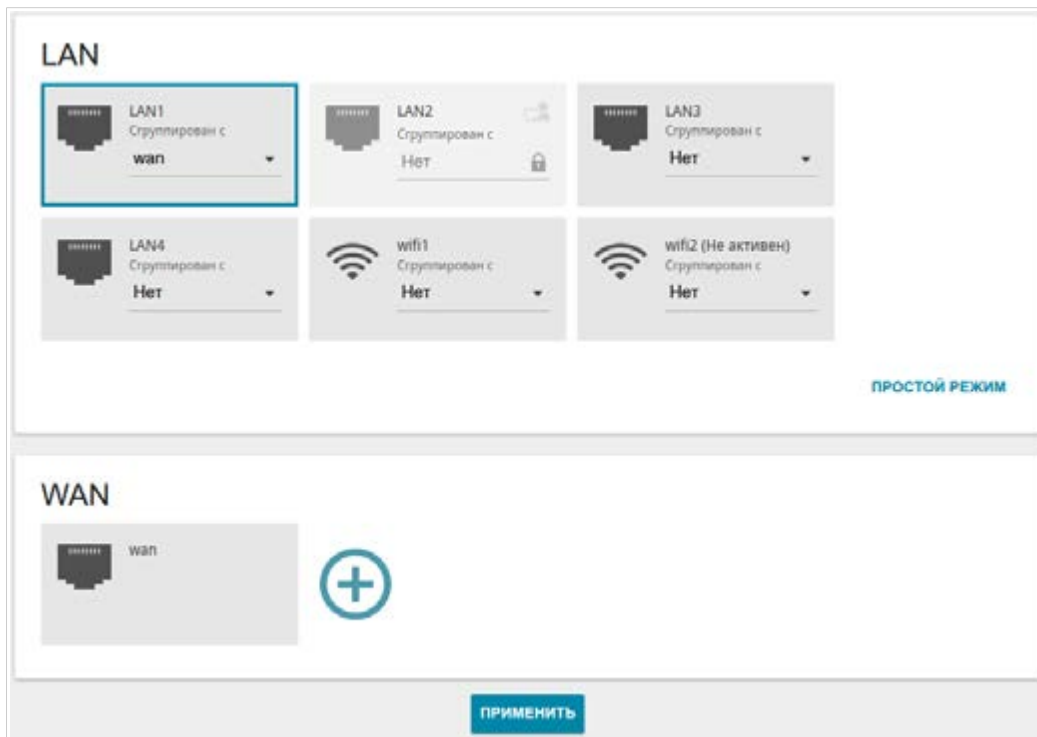 LAN
LAN1
Сгруппирован с
wan
LAN2
Сгруппирован с
Нет
LAN3
Сгруппирован с
Нет
LAN4
Сгруппирован с
Нет
wifi1
Сгруппирован с
Нет
wifi2 (Не активен)
Сгруппирован с
Нет
ПРОСТОЙ РЕЖИМ
WAN
wan
ПРИМЕНИТЬ